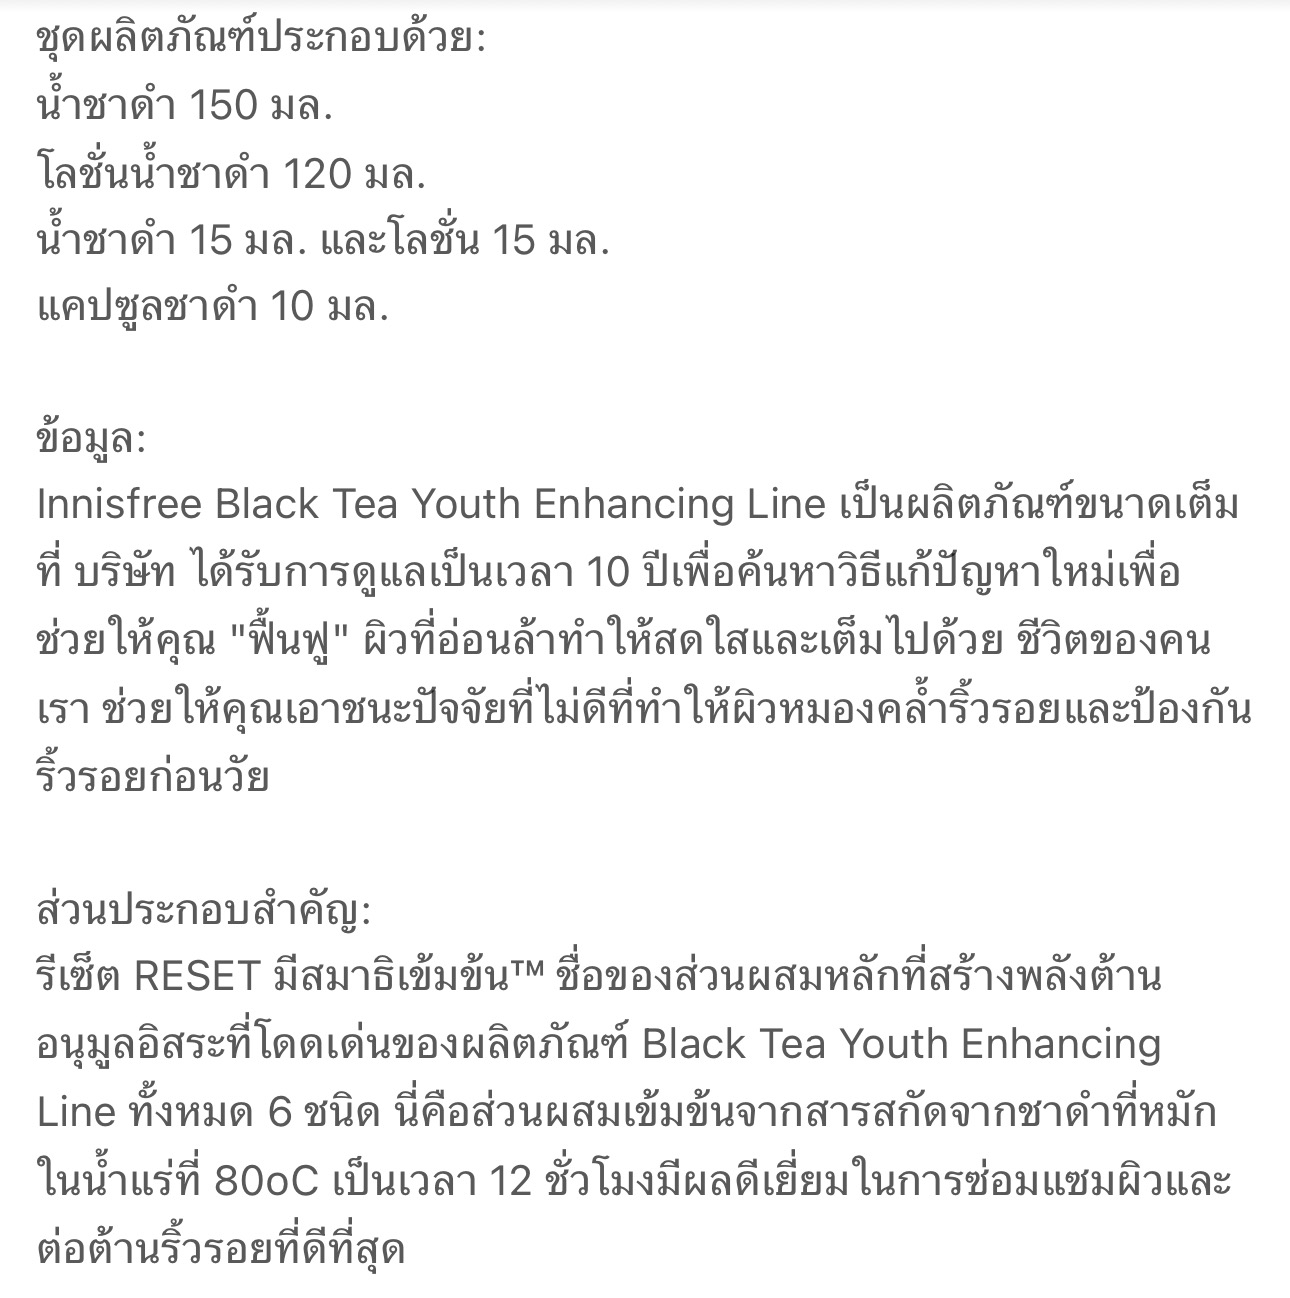 ชุดผลิตภัณฑ์ประกอบด้วย:
น้ำชาดำ 150 มล.
โลชั่นน้ำชาดำ 120 มล.
น้ำชาดำ 15 มล. และโลชั่น 15 มล.
แคปซูลชาดำ 10 มล.
ข้อมูล:
Innisfree Black Tea Youth Enhancing Line เป็นผลิตภัณฑ์ขนาดเต็ม
ที่ บริษัท ได้รับการดูแลเป็นเวลา 10 ปีเพื่อค้นหาวิธีแก้ปัญหาใหม่เพื่อ
ช่วยให้คุณ "ฟื้นฟู" ผิวที่อ่อนล้าทำให้สดใสและเต็มไปด้วย ชีวิตของคน
เรา ช่วยให้คุณเอาชนะปัจจัยที่ไม่ดีที่ทำให้ผิวหมองคล้ำริ้วรอยและป้องกัน
ริ้วรอยก่อนวัย
ส่วนประกอบสำคัญ:
รีเซ็ต RESET มีสมาธิเข้มข้น™ ชื่อของส่วนผสมหลักที่สร้างพลังต้าน
อนุมูลอิสระที่โดดเด่นของผลิตภัณฑ์ Black Tea Youth Enhancing
Line ทั้งหมด 6 ชนิด นี่คือส่วนผสมเข้มข้นจากสารสกัดจากชาดำที่หมัก
ในน้ำแร่ที่ 80oC เป็นเวลา 12 ชั่วโมงมีผลดีเยี่ยมในการซ่อมแซมผิวและ
ต่อต้านริ้วรอยที่ดีที่สุด